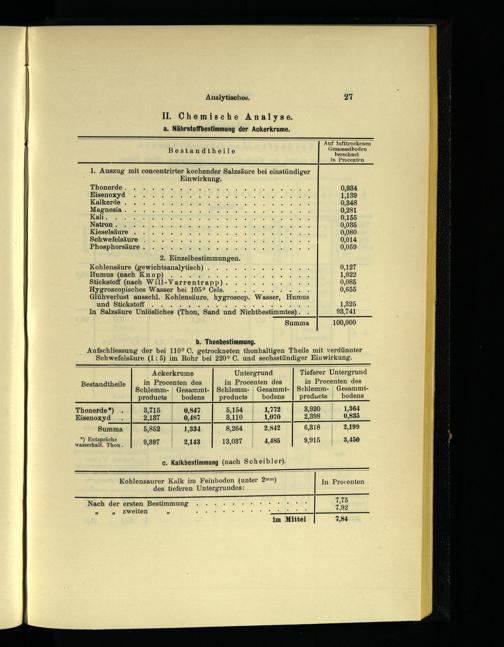 Analytisches. 27
II. Chemische Analyse.
a. Nährstoffbestimmung der Ackerkrume.
Bestandtheile
Auf lufttrockenen
Gesammtboden
berechnet
in Procenten
1. Auszug mit concentrirter kochender Salzsäure bei einstündiger
Einwirkung.
Thonerde . . . . . . . . . . 0,934
Eisenoxyd . . . . . . . . . . 1,139
Kalkerde . . . . . . . . . . 0,348
Magnesia . . . . . . . . . . 0,281
Kali . . . . . . . . . . 0,155
Natron . . . . . . . . . . 0,035
Kieselsäure . . . . . . . . . . 0,080
Schwefelsäure . . . . . . . . . . 0,014
Phosphorsäure . . . . . . . . . . 0,059
2. Einzelbestimmungen.
Kohlensäure (gewichtsanalytisch) . . . . . . . . . . 0,127
Humus (nach Knop) . . . . . . . . . . 1,022
Stickstoff (nach Will-Varrentrapp) . . . . . . . . . . 0,085
Hygroscopisches Wasser bei 105° Cels. . . . . . . . . . 0,655
Glühverlust ausschl. Kohlensäure, hygroscop. Wasser, Humus
und Stickstoff . . . . . . . . . . 1,325
In Salzsäure Unlösliches (Thon, Sand und Nichtbestimmtes) . . 93,741
Summa 100,000
b. Thonbestimmung.
Aufschliessung der bei 110° C. getrockneten thonhaltigen Theile mit verdünnter
Schwefelsäure (1:5) im Rohr bei 220° C. und sechsstündiger Einwirkung.
Bestandtheile
Ackerkrume
in Procenten des
Schlemm-products
Gesammt-bodens
Untergrund
in Procenten des
Schlemm-products
Gesammt-bodens
Tieferer Untergrund
in Procenten des
Schlemm-products
Gesammt-bodens
Thonerde*) . 3,715 0,847 5,154 1,772 3,920 1,364
Eisenoxyd . 2,137 0,487 3,110 1,070 2,398 0,835
Summa 5,852 1,334 8,264 2,842 6,318 2,199
*) Entspräche
wasserhalt. Thon . 9,397 2,143 13,037 4,485 9,915 3,450
c. Kalkbestimmung (nach Scheibler).
Kohlensaurer Kalk im Feinboden (unter 2mm)
des tieferen Untergrundes:
In Procenten
Nach der ersten Bestimmung . . . . . . . . . . 7,75
„ „ zweiten „ . . . . . . . . . . 7,92
im Mittel 7,84